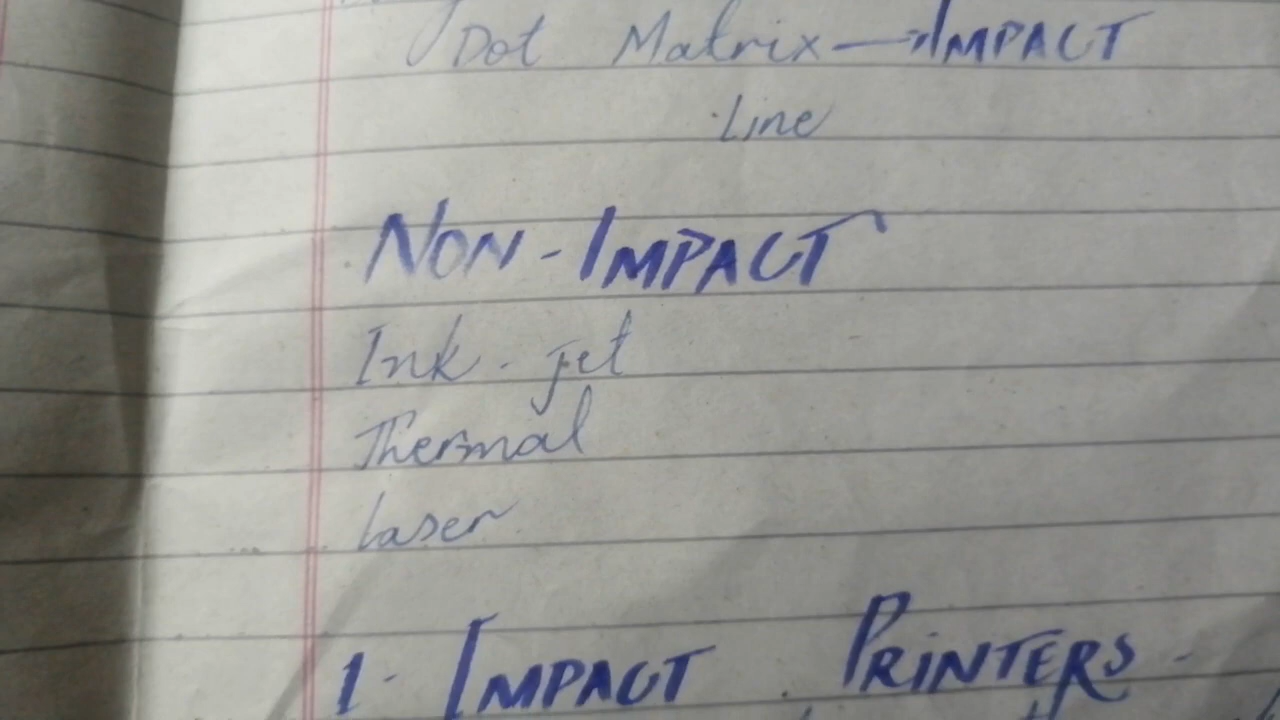 Dot Matrix → IMPACT
Line
NON-IMPACT
Ink-jet
Thermal
Laser
1. IMPACT PRINTERS-